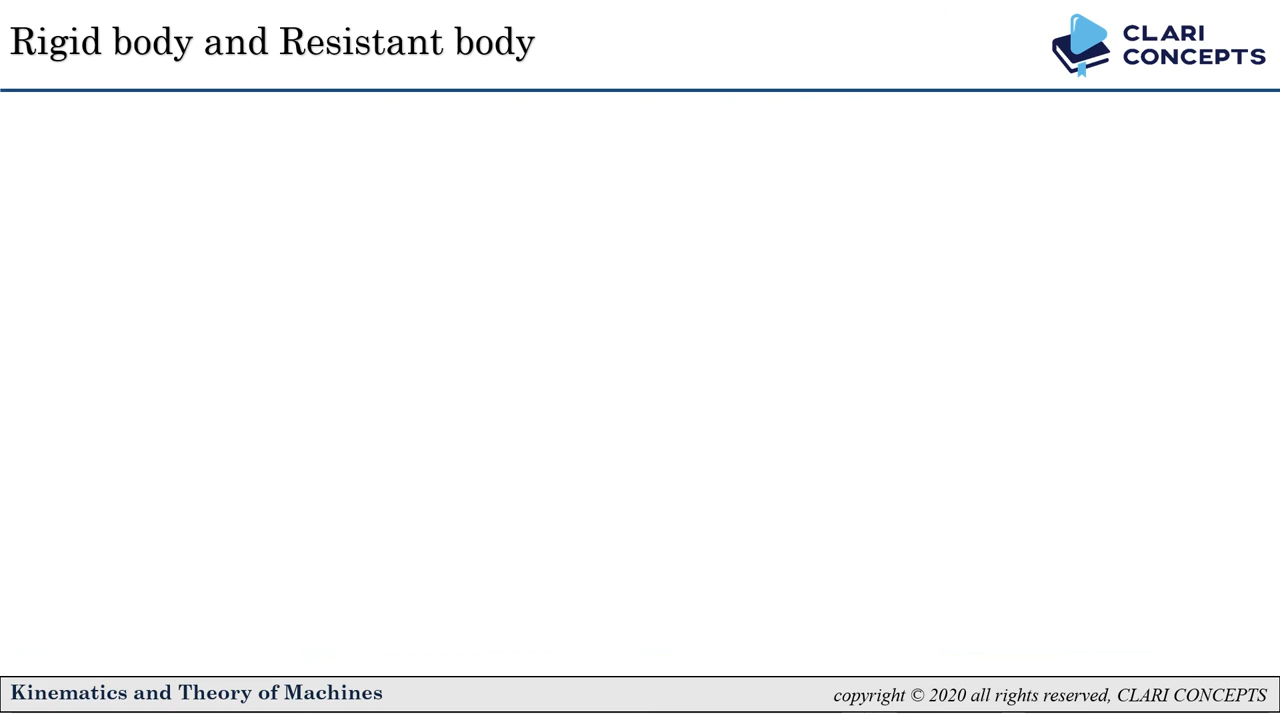 Rigid body and Resistant body
CLARI
CONCEPTS
Kinematics and Theory of Machines
copyright © 2020 all rights reserved, CLARI CONCEPTS